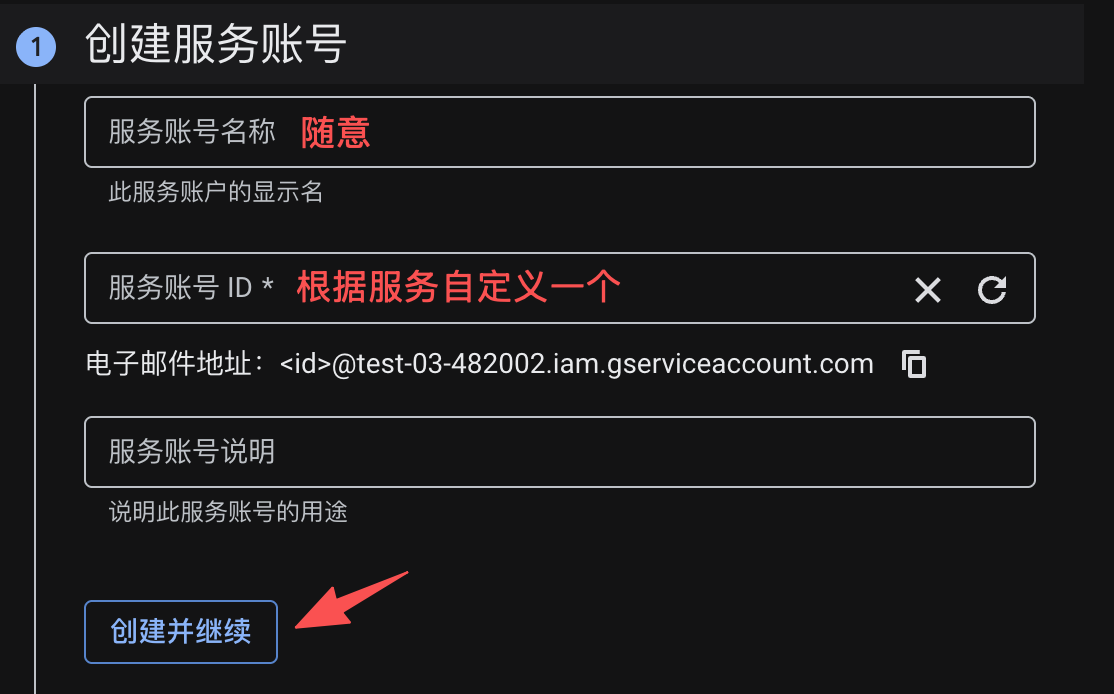 1 创建服务账号
服务账号名称 随意
此服务账户的显示名
服务账号 ID * 根据服务自定义一个
电子邮件地址：<id>@test-03-482002.iam.gserviceaccount.com
服务账号说明
说明此服务账号的用途
创建并继续